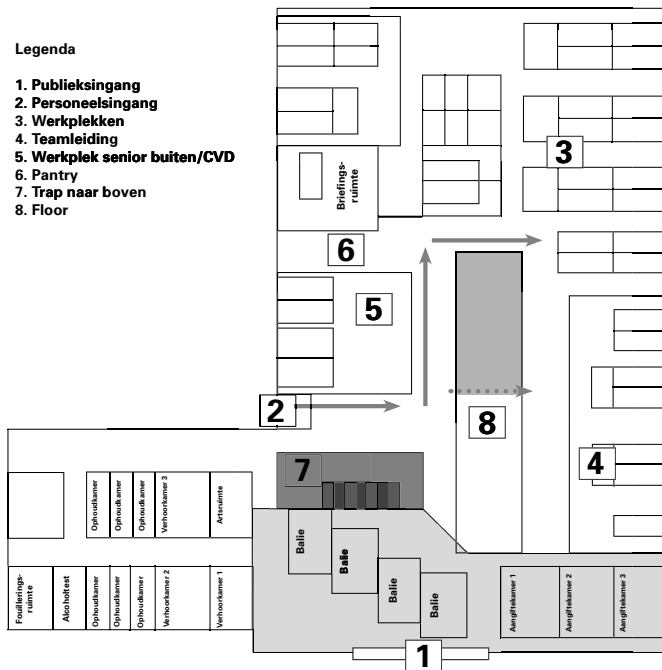 Legenda
1. Publieksingang
2. Personeelsingang
3. Werkplekken
4. Teamleiding
5. Werkplek senior buiten/CVD
6. Pantry
7. Trap naar boven
8. Floor
Briefings-
ruimte
3
6
5
2
8
7
4
Ophoudkamer
Ophoudkamer
Ophoudkamer
Verhoorkamer 3
Artsruimte
Balie
Balie
Balie
Balie
Fouillerings-
ruimte
Alcoholtest
Ophoudkamer
Ophoudkamer
Ophoudkamer
Verhoorkamer 2
Verhoorkamer 1
Aangiftekamer 1
Aangiftekamer 2
Aangiftekamer 3
1